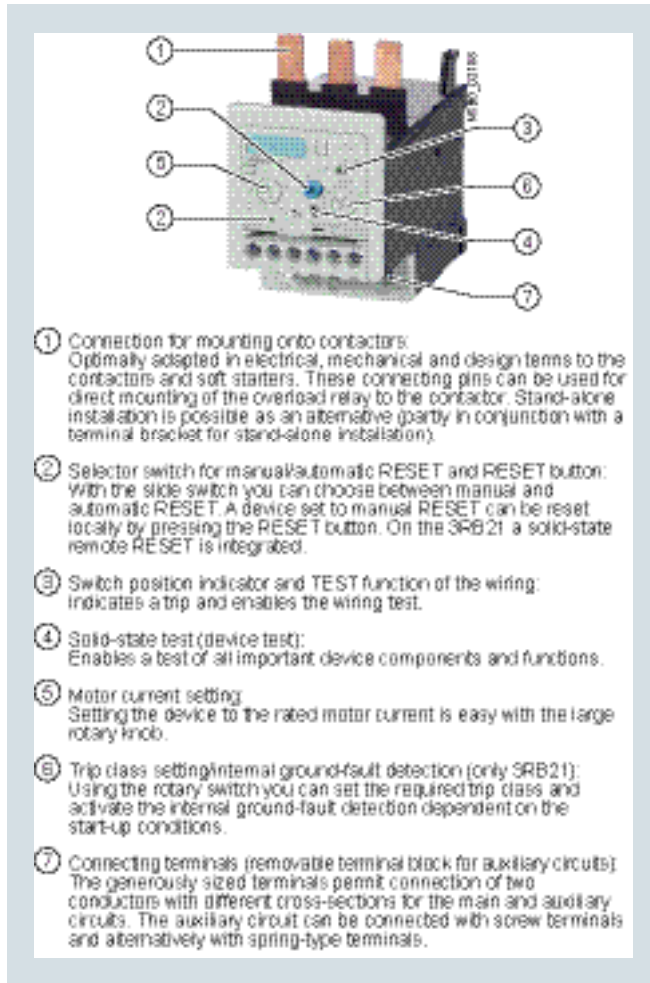 1
2
5
2
3
6
4
7
1 Connection for mounting onto contactors:
Optimally adapted in electrical, mechanical and design terms to the
contactors and soft starters. These connecting pins can be used for
direct mounting of the overload relay to the contactor. Stand-alone
installation is possible as an alternative (partly in conjunction with a
terminal bracket for stand-alone installation).
2 Selector switch for manual/automatic RESET and RESET button:
With the slide switch you can choose between manual and
automatic RESET. A device set to manual RESET can be reset
locally by pressing the RESET button. On the 3RB21 a solid-state
remote RESET is integrated.
3 Switch position indicator and TEST function of the wiring:
Indicates a trip and enables the wiring test.
4 Solid-state test (device test):
Enables a test of all important device components and functions.
5 Motor current setting:
Setting the device to the rated motor current is easy with the large
rotary knob.
6 Trip class setting/internal ground-fault detection (only 3RB21):
Using the rotary switch you can set the required trip class and
activate the internal ground-fault detection dependent on the
start-up conditions.
7 Connecting terminals (removable terminal block for auxiliary circuits):
The generously sized terminals permit connection of two
conductors with different cross-sections for the main and auxiliary
circuits. The auxiliary circuit can be connected with screw terminals
and alternatively with spring-type terminals.